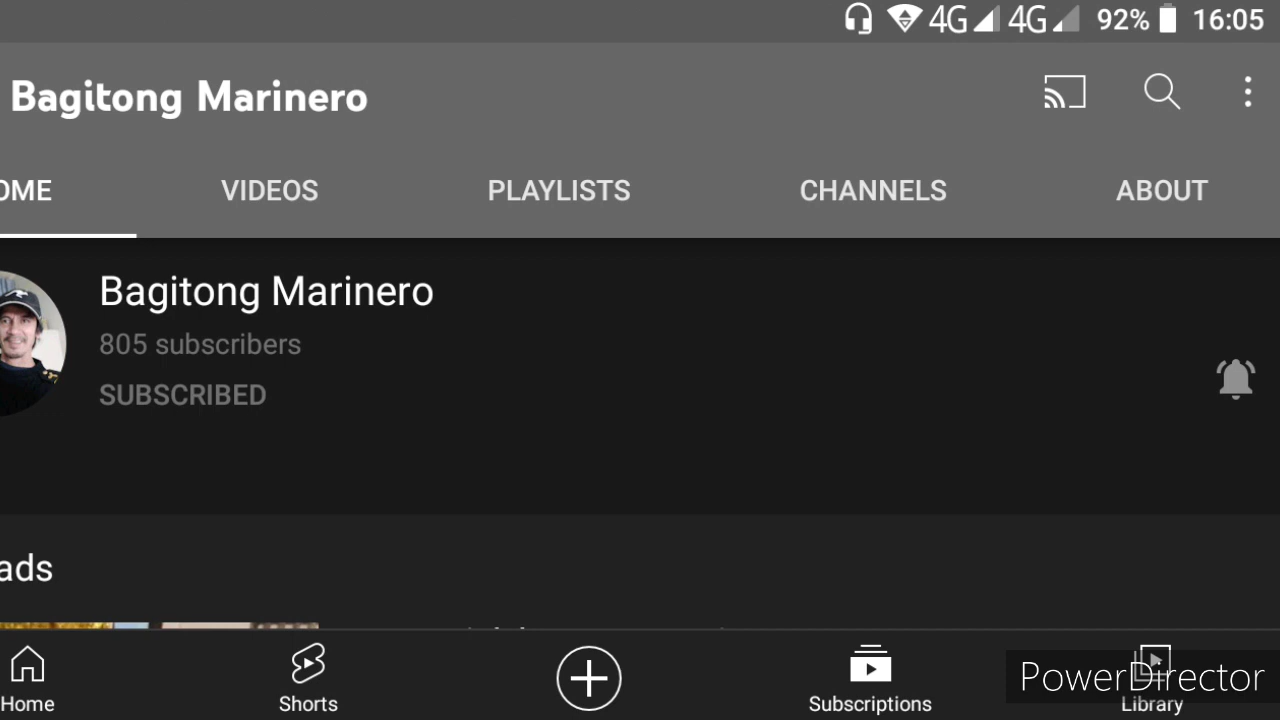 4G 4G 92% 16:05
Bagitong Marinero
OME VIDEOS PLAYLISTS CHANNELS ABOUT
Bagitong Marinero
805 subscribers
SUBSCRIBED
ads
Home Shorts Subscriptions Library
PowerDirector